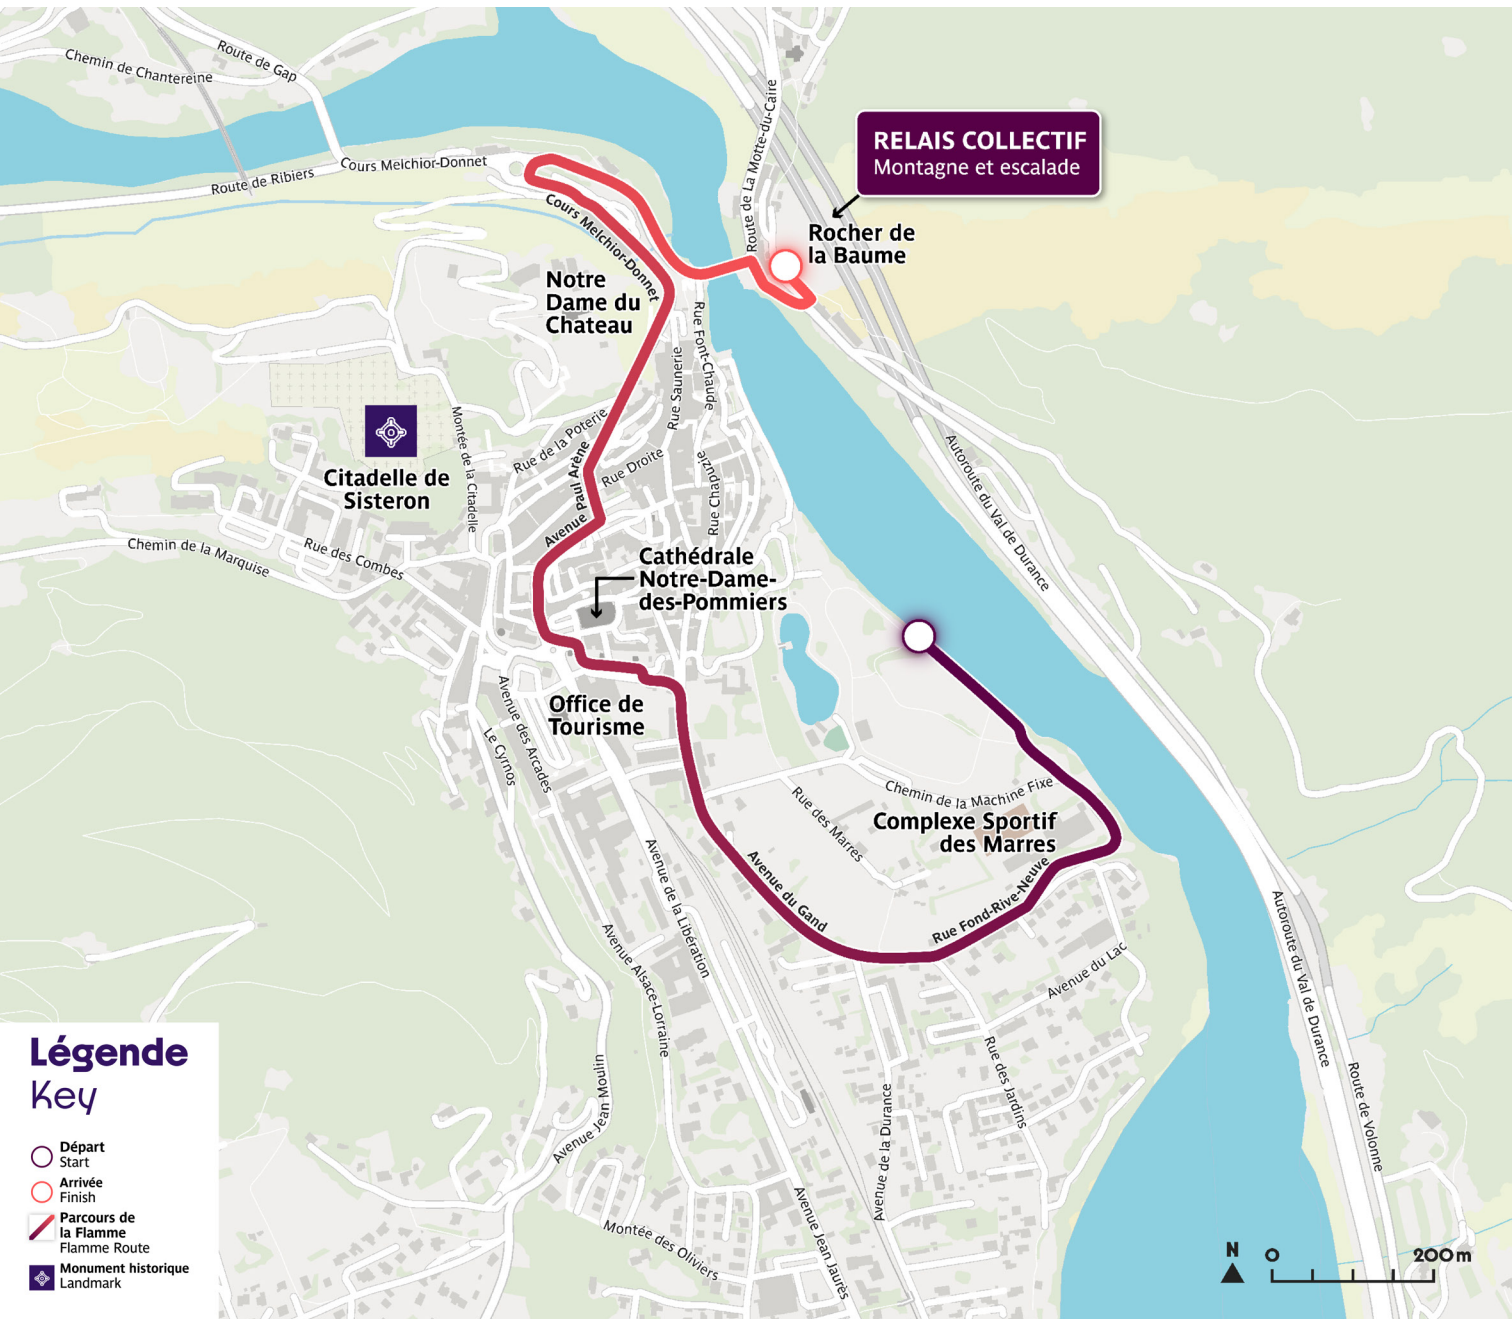 Route de Gap
Chemin de Chantereine
Cours Melchior-Donnet
Route de Ribiers
Route de La Motte-du-Caire
RELAIS COLLECTIF
Montagne et escalade
Rocher de
la Baume
Cours Melchior-Donnet
Notre
Dame du
Chateau
Rue Font-Chaude
Rue Saunerie
Rue de la Poterie
Montée de la Citadelle
Citadelle de
Sisteron
Avenue Paul Arène
Rue Droite
Rue Chapuzie
Autoroute du Val de Durance
Chemin de la Marquise
Rue des Combes
Cathédrale
Notre-Dame-
des-Pommiers
Office de
Tourisme
Avenue des Arcades
Le Cyrnos
Chemin de la Machine Fixe
Rue des Marres
Complexe Sportif
des Marres
Avenue du Gand
Rue Fond-Rive-Neuve
Avenue de la Libération
Avenue Alsace-Lorraine
Avenue du Lac
Autoroute du Val de Durance
Rue des Jardins
Avenue de la Durance
Route de Volonne
Avenue Jean Moulin
Montée des Oliviers
Avenue Jean Jaurès
Légende
Key
Départ
Start
Arrivée
Finish
Parcours de
la Flamme
Flamme Route
Monument historique
Landmark
N
0
200 m